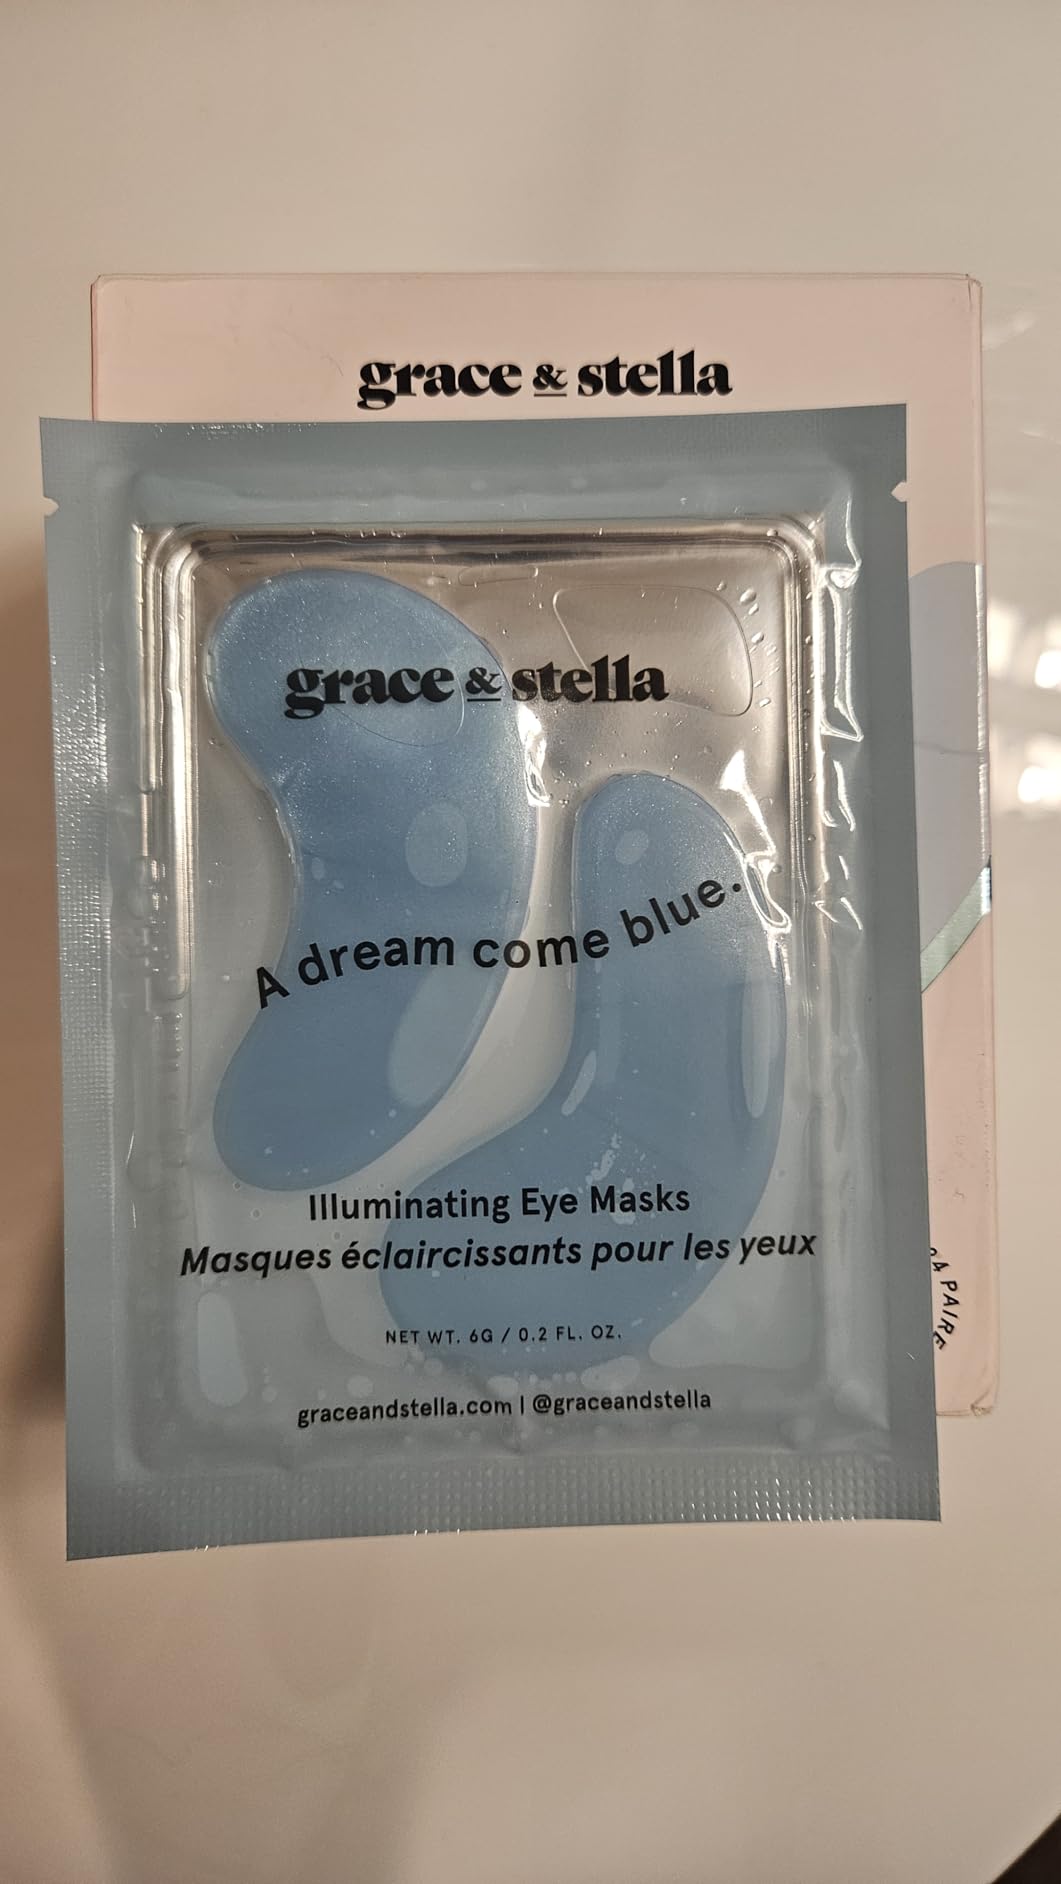 grace & stella
grace & stella
A dream come blue.
Illuminating Eye Masks
Masques éclaircissants pour les yeux
NET WT. 6G / 0.2 FL. OZ.
graceandstella.com | @graceandstella
PAIRE